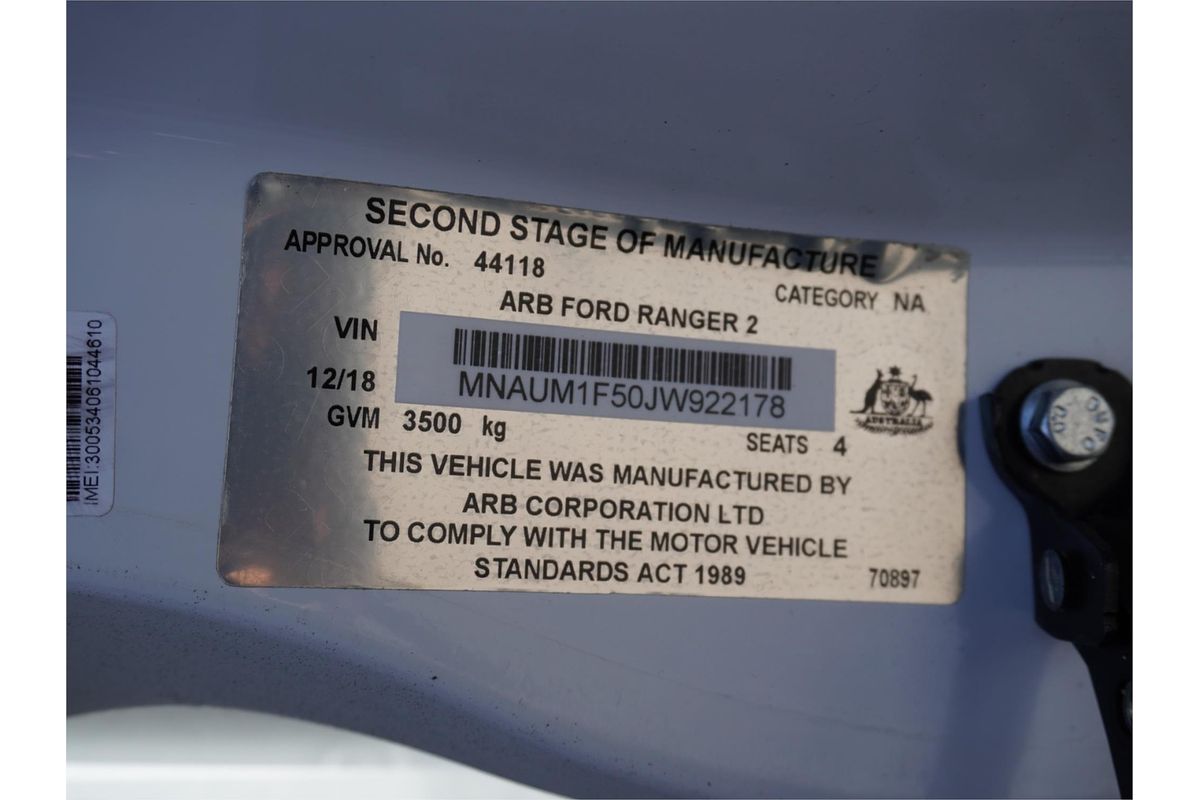 SECOND STAGE OF MANUFACTURE
APPROVAL No. 44118
CATEGORY NA
ARB FORD RANGER 2
VIN
MNAUM1F50JW922178
12/18
AUSTRALIA
GVM 3500 kg
SEATS 4
THIS VEHICLE WAS MANUFACTURED BY
ARB CORPORATION LTD
TO COMPLY WITH THE MOTOR VEHICLE
STANDARDS ACT 1989
70897
IMEI:300534061044610